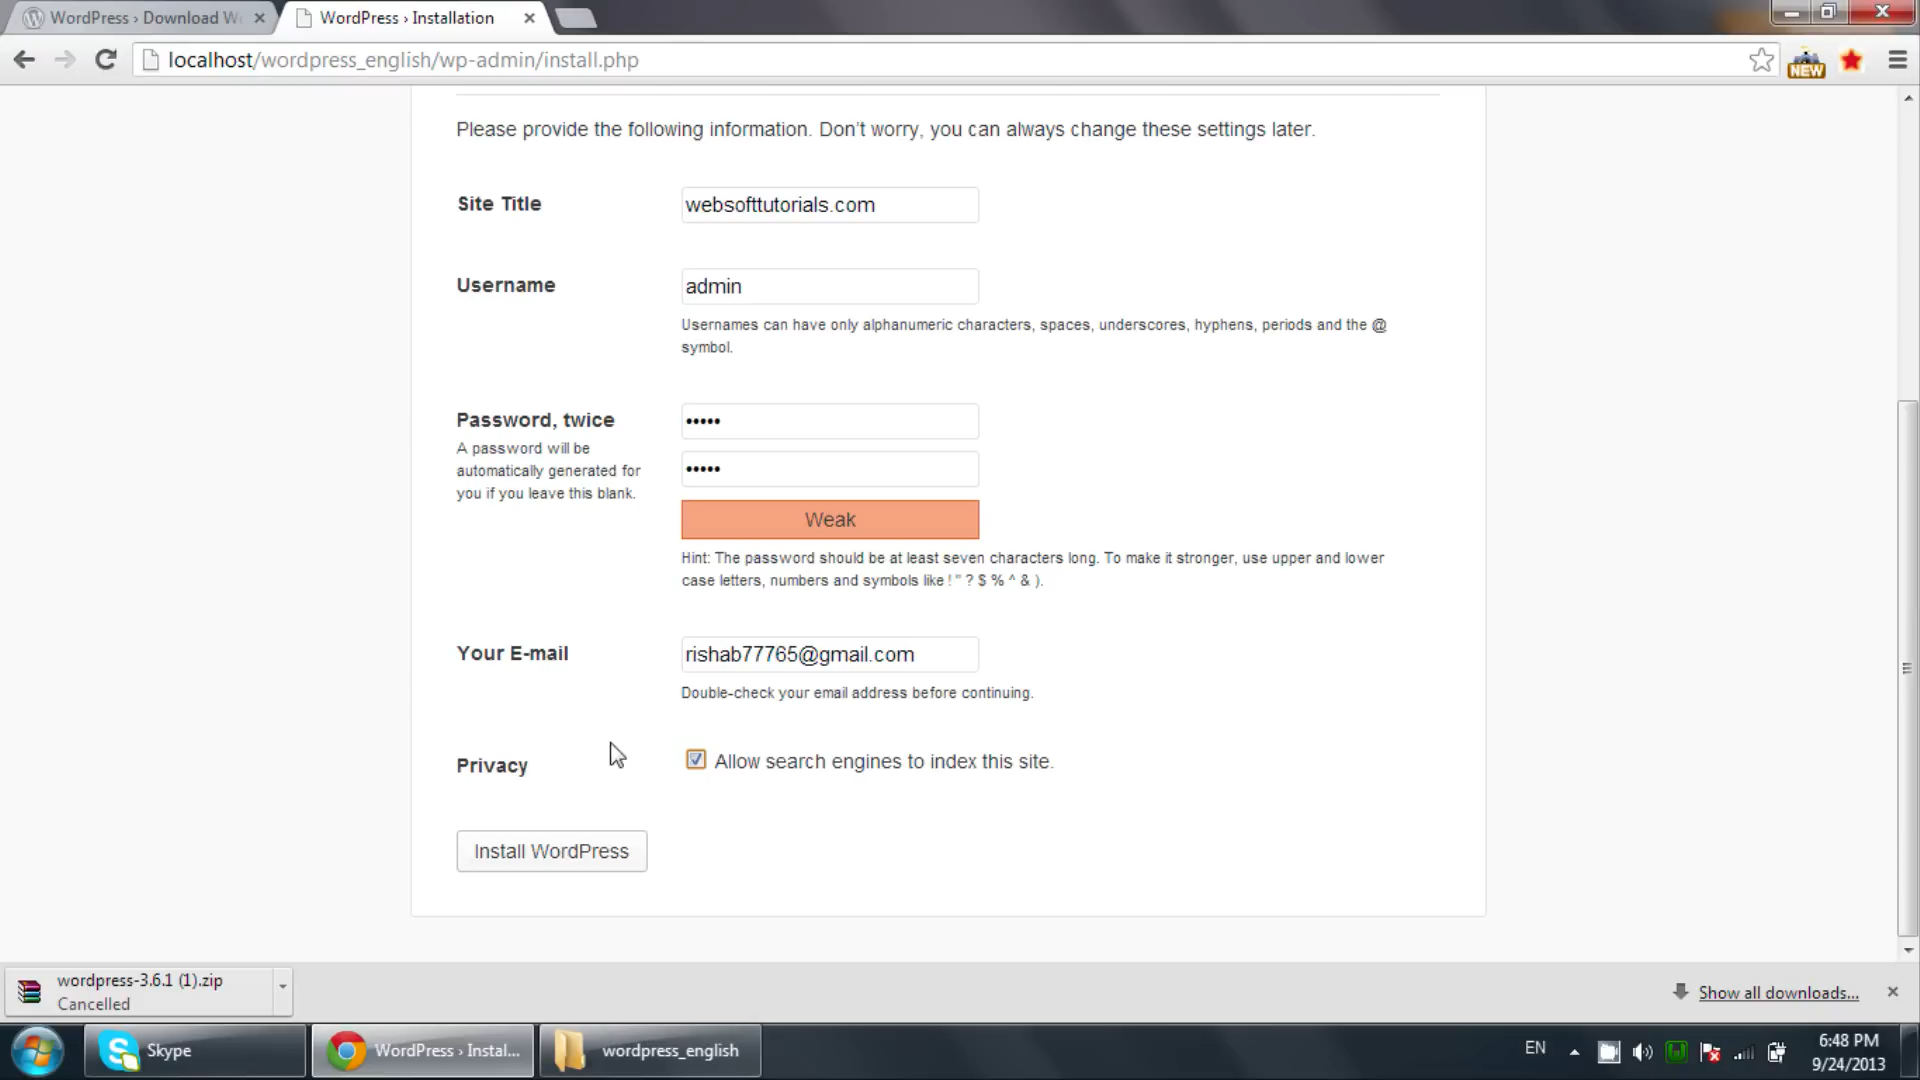 WordPress › Download W
WordPress › Installation
localhost/wordpress_english/wp-admin/install.php
NEW
Please provide the following information. Don't worry, you can always change these settings later.
Site Title
websofttutorials.com
Username
admin
Usernames can have only alphanumeric characters, spaces, underscores, hyphens, periods and the @
symbol.
Password, twice
A password will be
automatically generated for
you if you leave this blank.
•••••
•••••
Weak
Hint: The password should be at least seven characters long. To make it stronger, use upper and lower
case letters, numbers and symbols like ! " ? $ % ^ & ).
Your E-mail
rishab77765@gmail.com
Double-check your email address before continuing.
Privacy
Allow search engines to index this site.
Install WordPress
wordpress-3.6.1 (1).zip
Cancelled
Show all downloads...
Skype
WordPress › Instal...
wordpress_english
EN
6:48 PM
9/24/2013